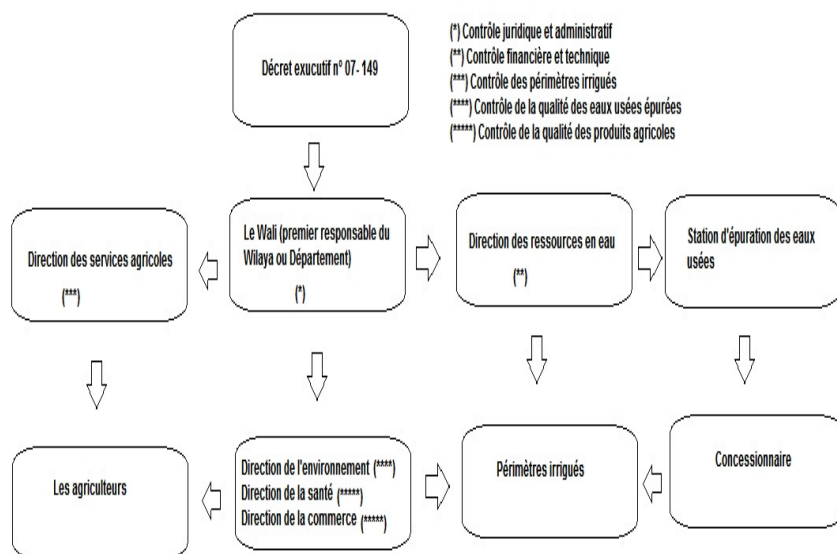 Décret exucutif n° 07- 149
(*) Contrôle juridique et administratif
(**) Contrôle financière et technique
(***) Contrôle des périmètres irrigués
(****) Contrôle de la qualité des eaux usées épurées
(*****) Contrôle de la qualité des produits agricoles
Direction des services agricoles
(***)
Le Wali (premier responsable du
Wilaya ou Département)
(*)
Direction des ressources en eau
(**)
Station d'épuration des eaux
usées
Les agriculteurs
Direction de l'environnement (****)
Direction de la santé (*****)
Direction de la commerce (*****)
Périmètres irrigués
Concessionnaire